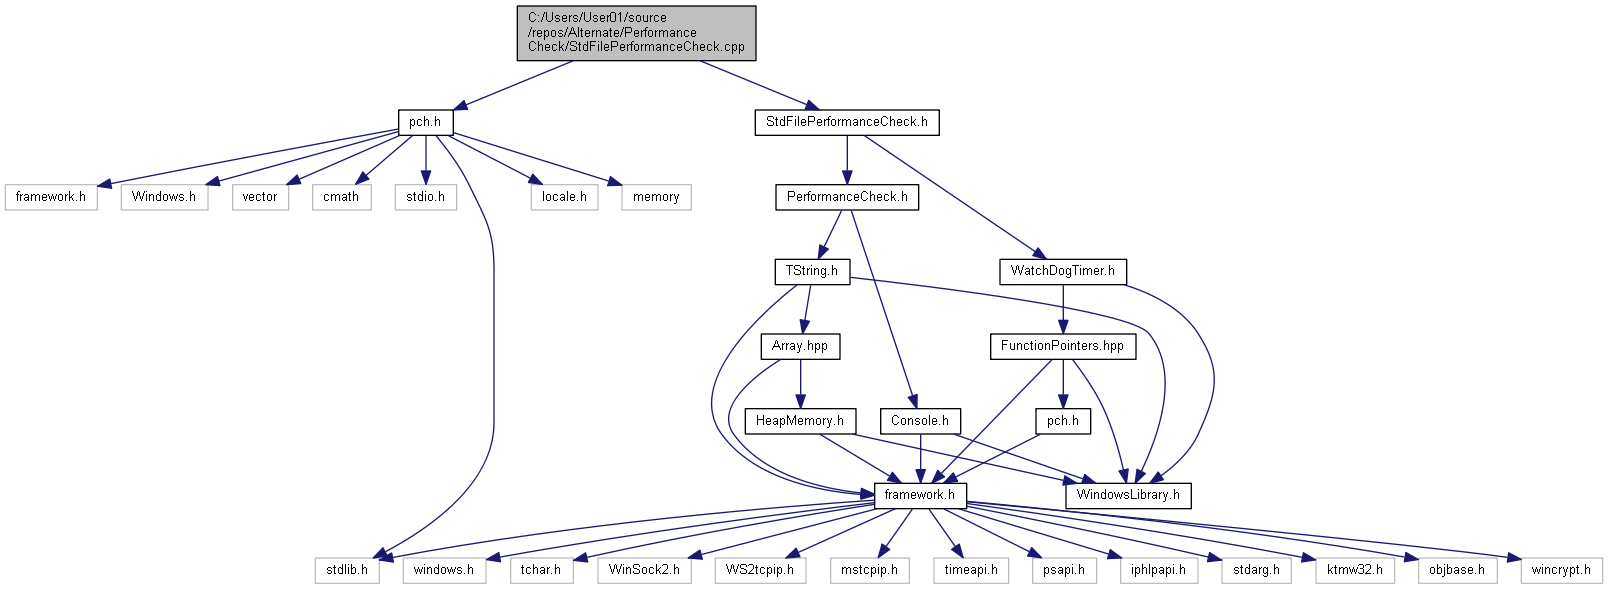 C:/Users/User01/source
/repos/Alternate/Performance
Check/StdFilePerformanceCheck.cpp
pch.h
StdFilePerformanceCheck.h
framework.h
Windows.h
vector
cmath
stdio.h
locale.h
memory
PerformanceCheck.h
TString.h
WatchDogTimer.h
Array.hpp
FunctionPointers.hpp
HeapMemory.h
Console.h
pch.h
framework.h
WindowsLibrary.h
stdlib.h
windows.h
tchar.h
WinSock2.h
WS2tcpip.h
mstcpip.h
timeapi.h
psapi.h
iphlpapi.h
stdarg.h
ktmw32.h
objbase.h
wincrypt.h